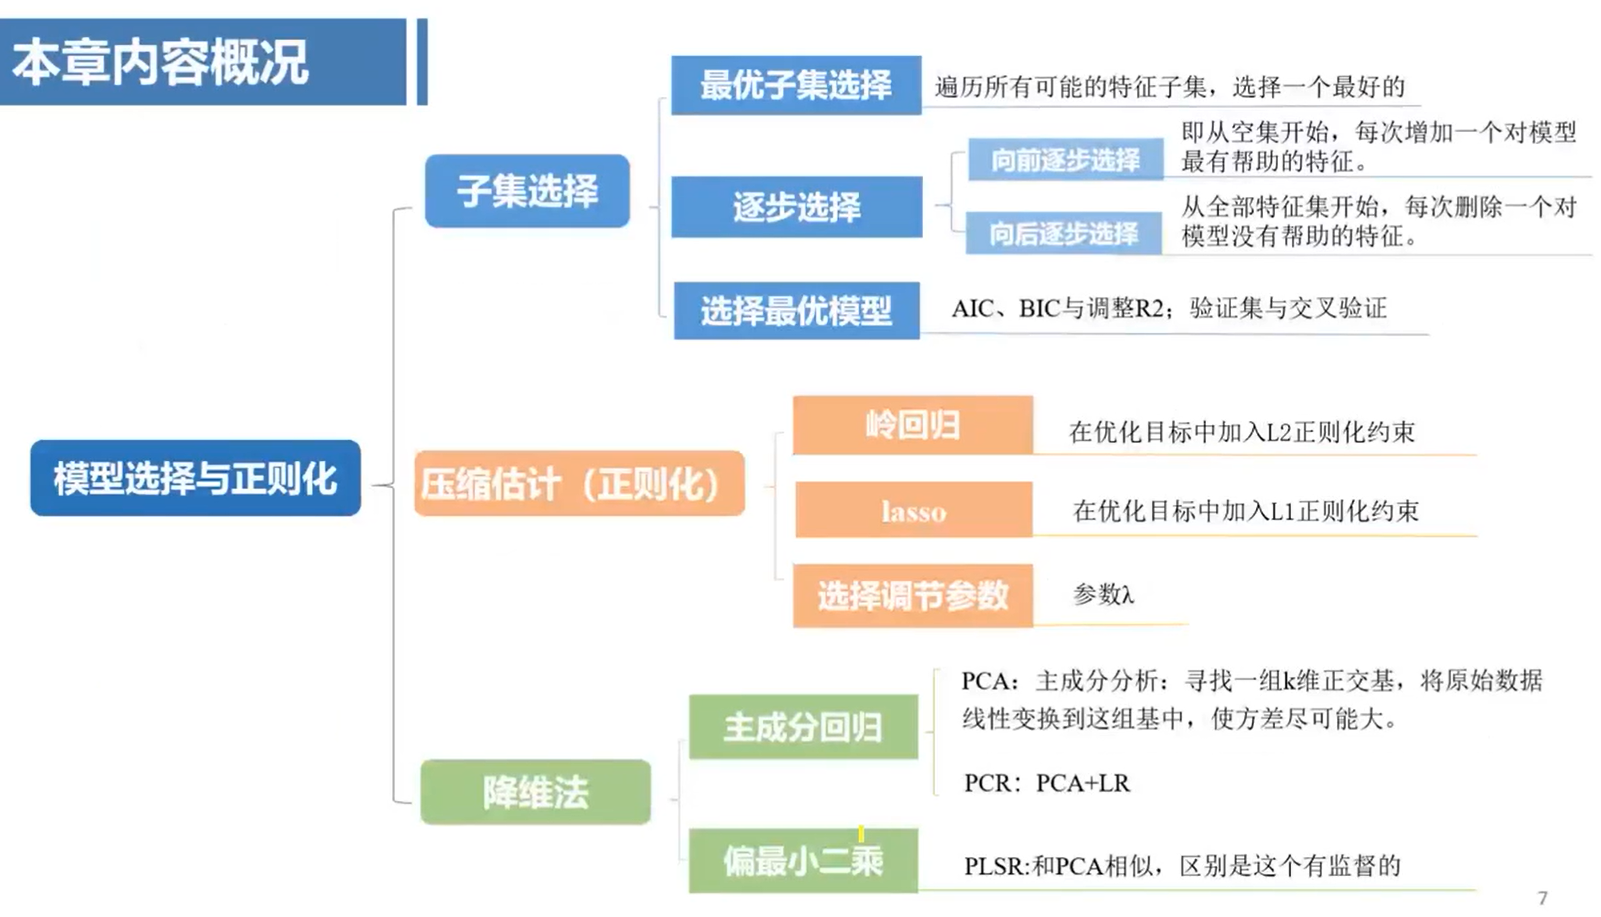 本章内容概况
最优子集选择
遍历所有可能的特征子集，选择一个最好的
子集选择
逐步选择
向前逐步选择
即从空集开始，每次增加一个对模型
最有帮助的特征。
向后逐步选择
从全部特征集开始，每次删除一个对
模型没有帮助的特征。
选择最优模型
AIC、BIC与调整R2；验证集与交叉验证
模型选择与正则化
压缩估计（正则化）
岭回归
在优化目标中加入L2正则化约束
lasso
在优化目标中加入L1正则化约束
选择调节参数
参数λ
降维法
主成分回归
PCA：主成分分析：寻找一组k维正交基，将原始数据
线性变换到这组基中，使方差尽可能大。
PCR：PCA+LR
偏最小二乘
PLSR:和PCA相似，区别是这个有监督的
7